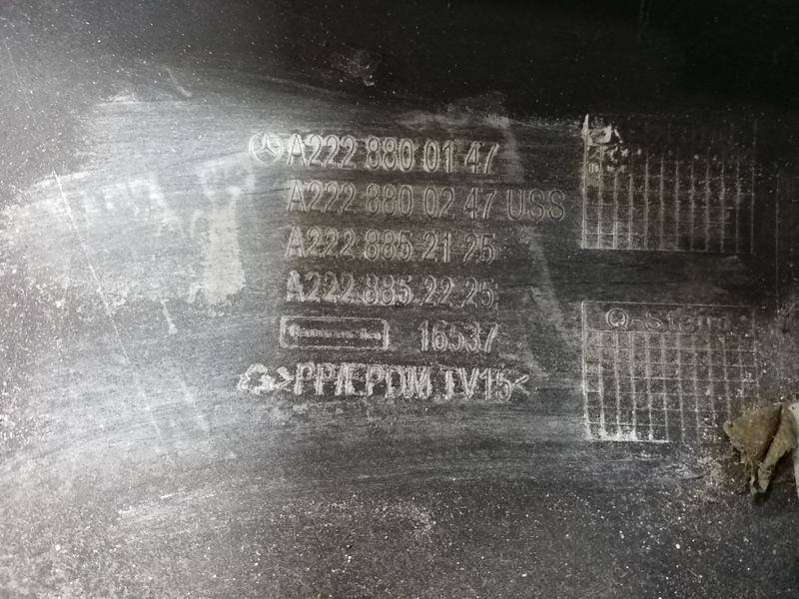 A222 880 01 47
A222 880 02 47 USS
A222 885 21 25
A222 885 22 25
16537
>PP/EPDM TV15<